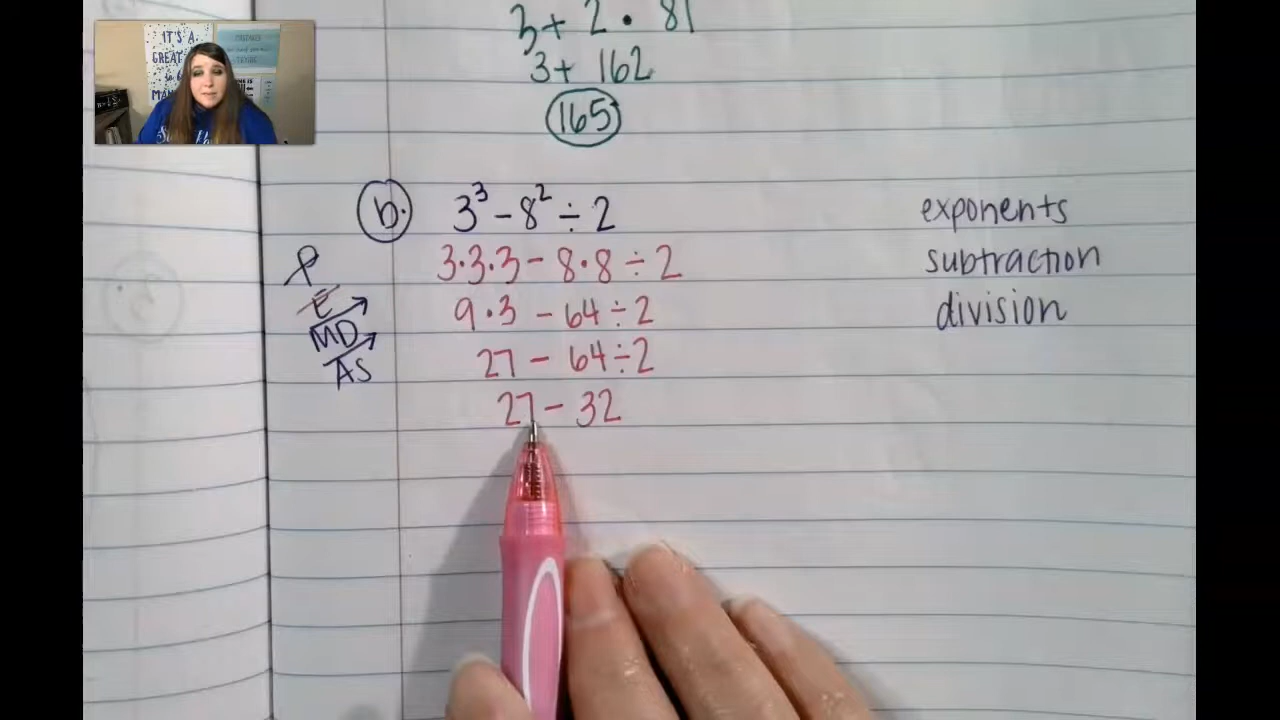 IT'S A
GREAT
3 + 2 • 81
3 + 162
165
b. 3³ - 8² ÷ 2
3·3·3 - 8·8 ÷ 2
9·3 - 64 ÷ 2
27 - 64 ÷ 2
27 - 32
P
E
MD
AS
exponents
subtraction
division